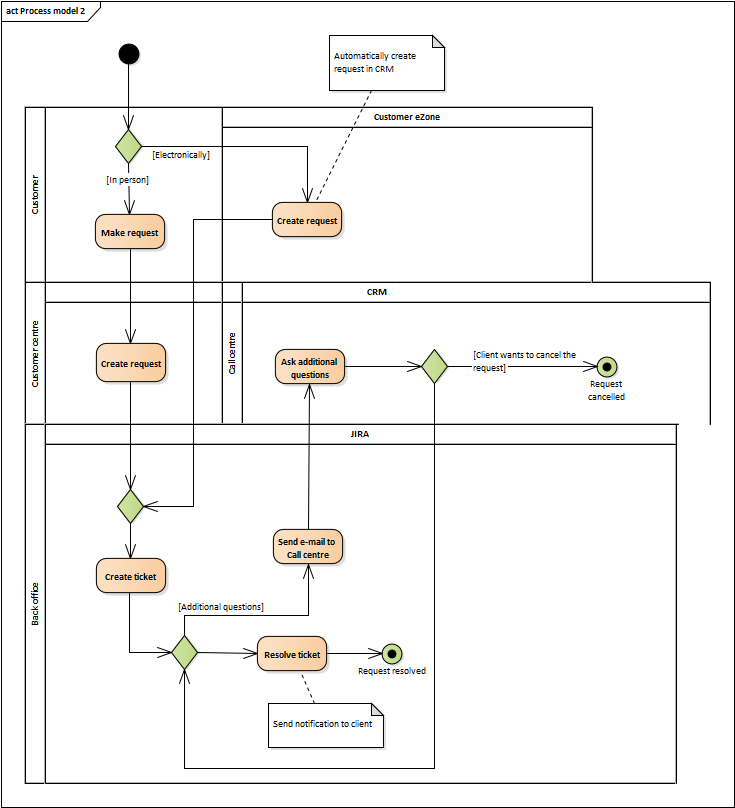 act Process model 2
Automatically create
request in CRM
Customer eZone
Customer
[Electronically]
[In person]
Make request
Create request
CRM
Customer centre
Call centre
Create request
Ask additional
questions
[Client wants to cancel the
request]
Request
cancelled
JIRA
Back office
Send e-mail to
Call centre
Create ticket
[Additional questions]
Resolve ticket
Request resolved
Send notification to client